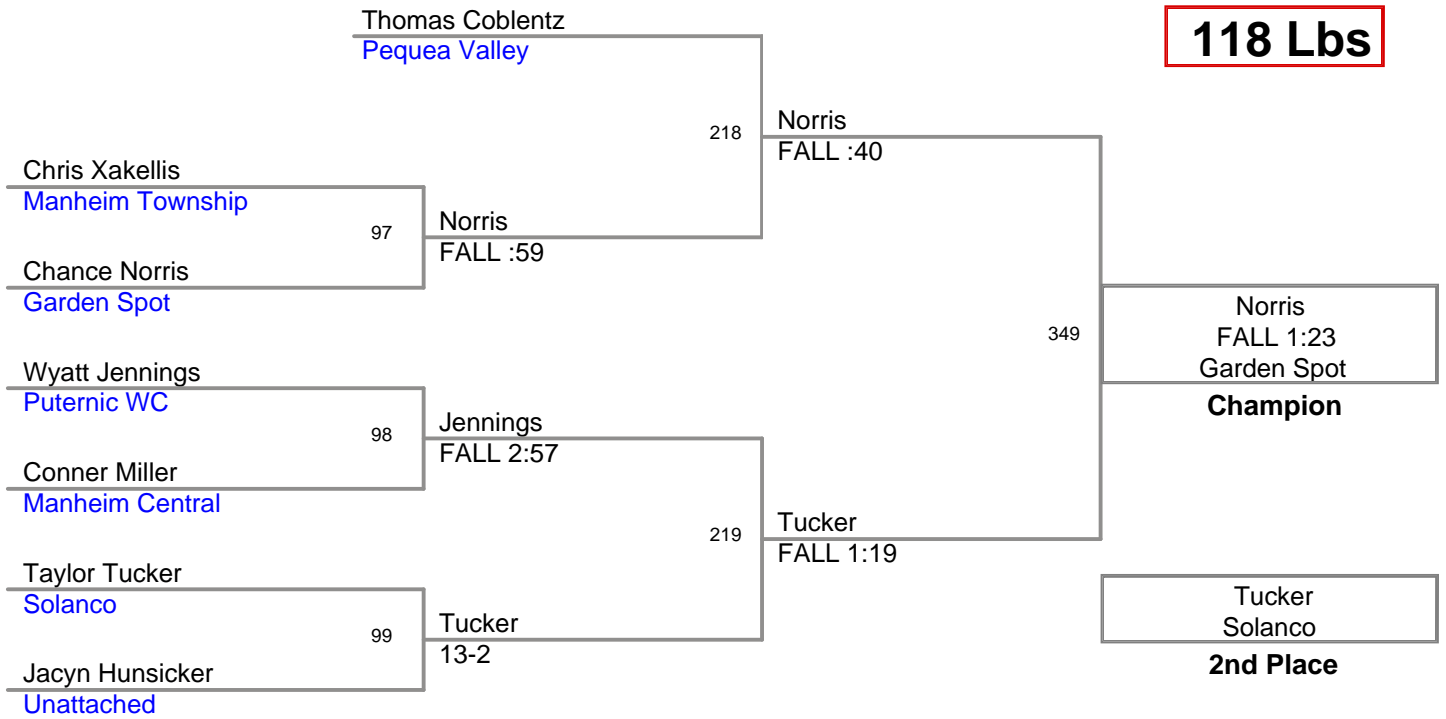 Thomas Coblentz
Pequea Valley
118 Lbs
218
Norris
FALL :40
Chris Xakellis
Manheim Township
97
Norris
FALL :59
Chance Norris
Garden Spot
349
Norris
FALL 1:23
Garden Spot
Champion
Wyatt Jennings
Puternic WC
98
Jennings
FALL 2:57
Conner Miller
Manheim Central
219
Tucker
FALL 1:19
Taylor Tucker
Solanco
99
Tucker
13-2
Jacyn Hunsicker
Unattached
Tucker
Solanco
2nd Place